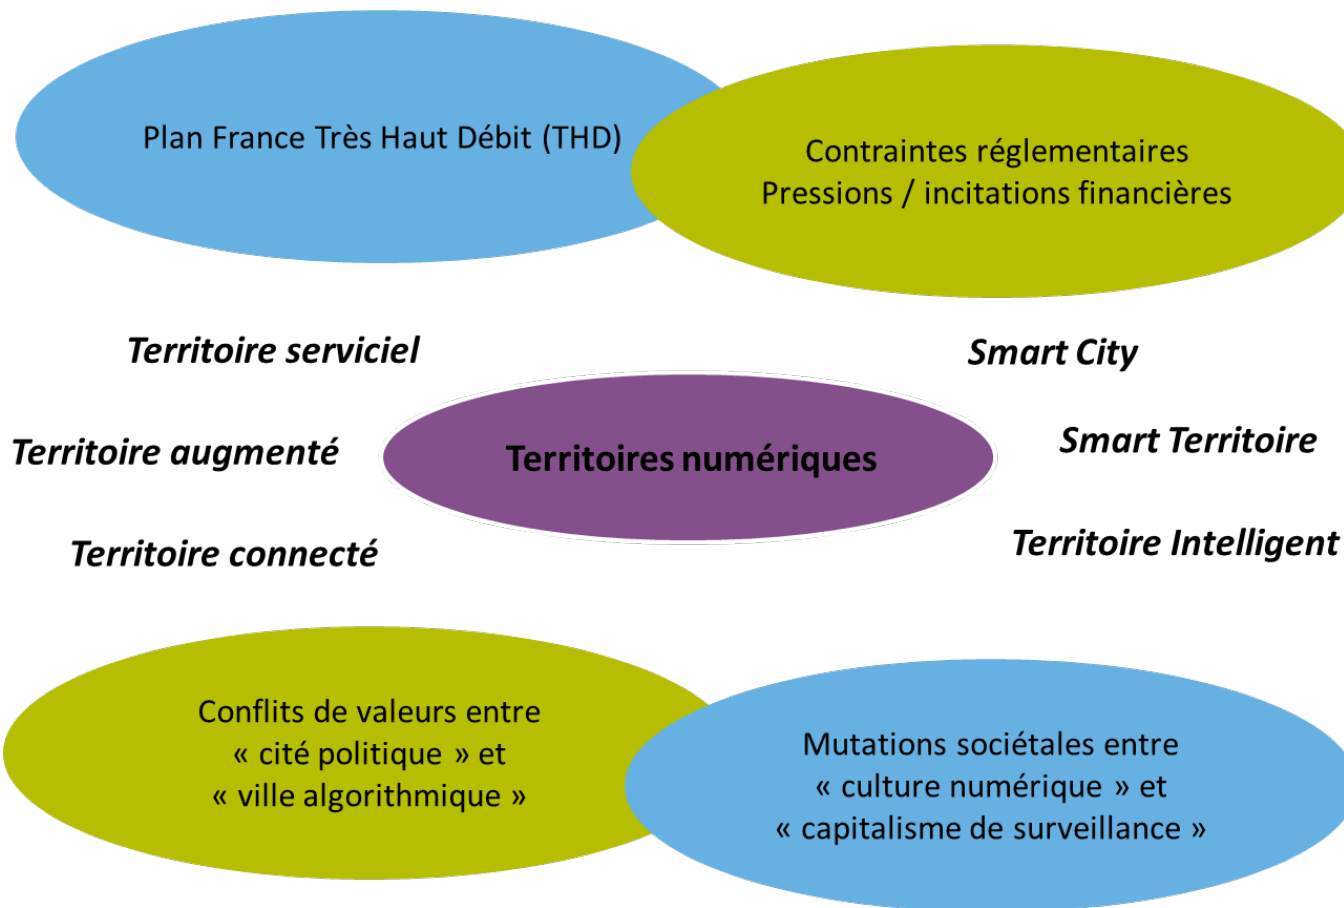 Plan France Très Haut Débit (THD)
Contraintes réglementaires
Pressions / incitations financières
Territoire serviciel
Smart City
Territoire augmenté
Territoires numériques
Smart Territoire
Territoire connecté
Territoire Intelligent
Conflits de valeurs entre
« cité politique » et
« ville algorithmique »
Mutations sociétales entre
« culture numérique » et
« capitalisme de surveillance »